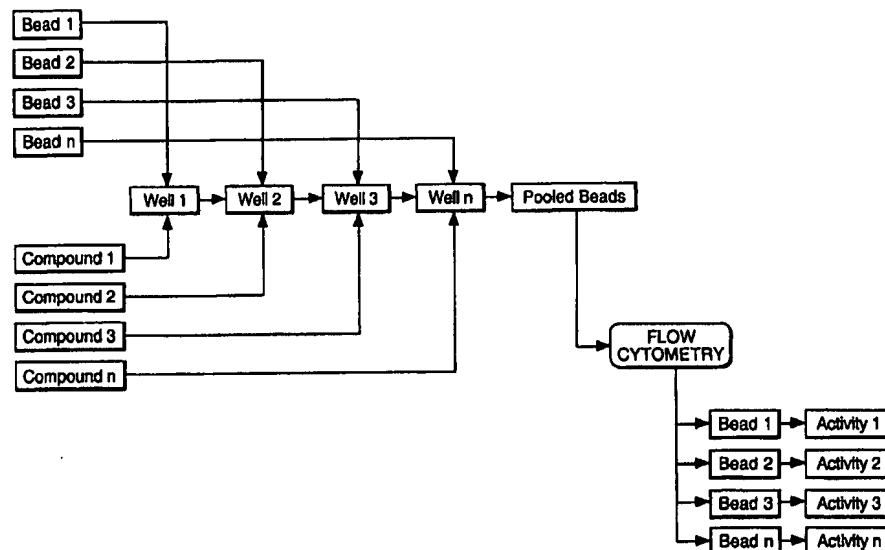 Bead 1
Bead 2
Bead 3
Bead n
Well 1
Well 2
Well 3
Well n
Pooled Beads
Compound 1
Compound 2
Compound 3
Compound n
FLOW
CYTOMETRY
Bead 1
Activity 1
Bead 2
Activity 2
Bead 3
Activity 3
Bead n
Activity n